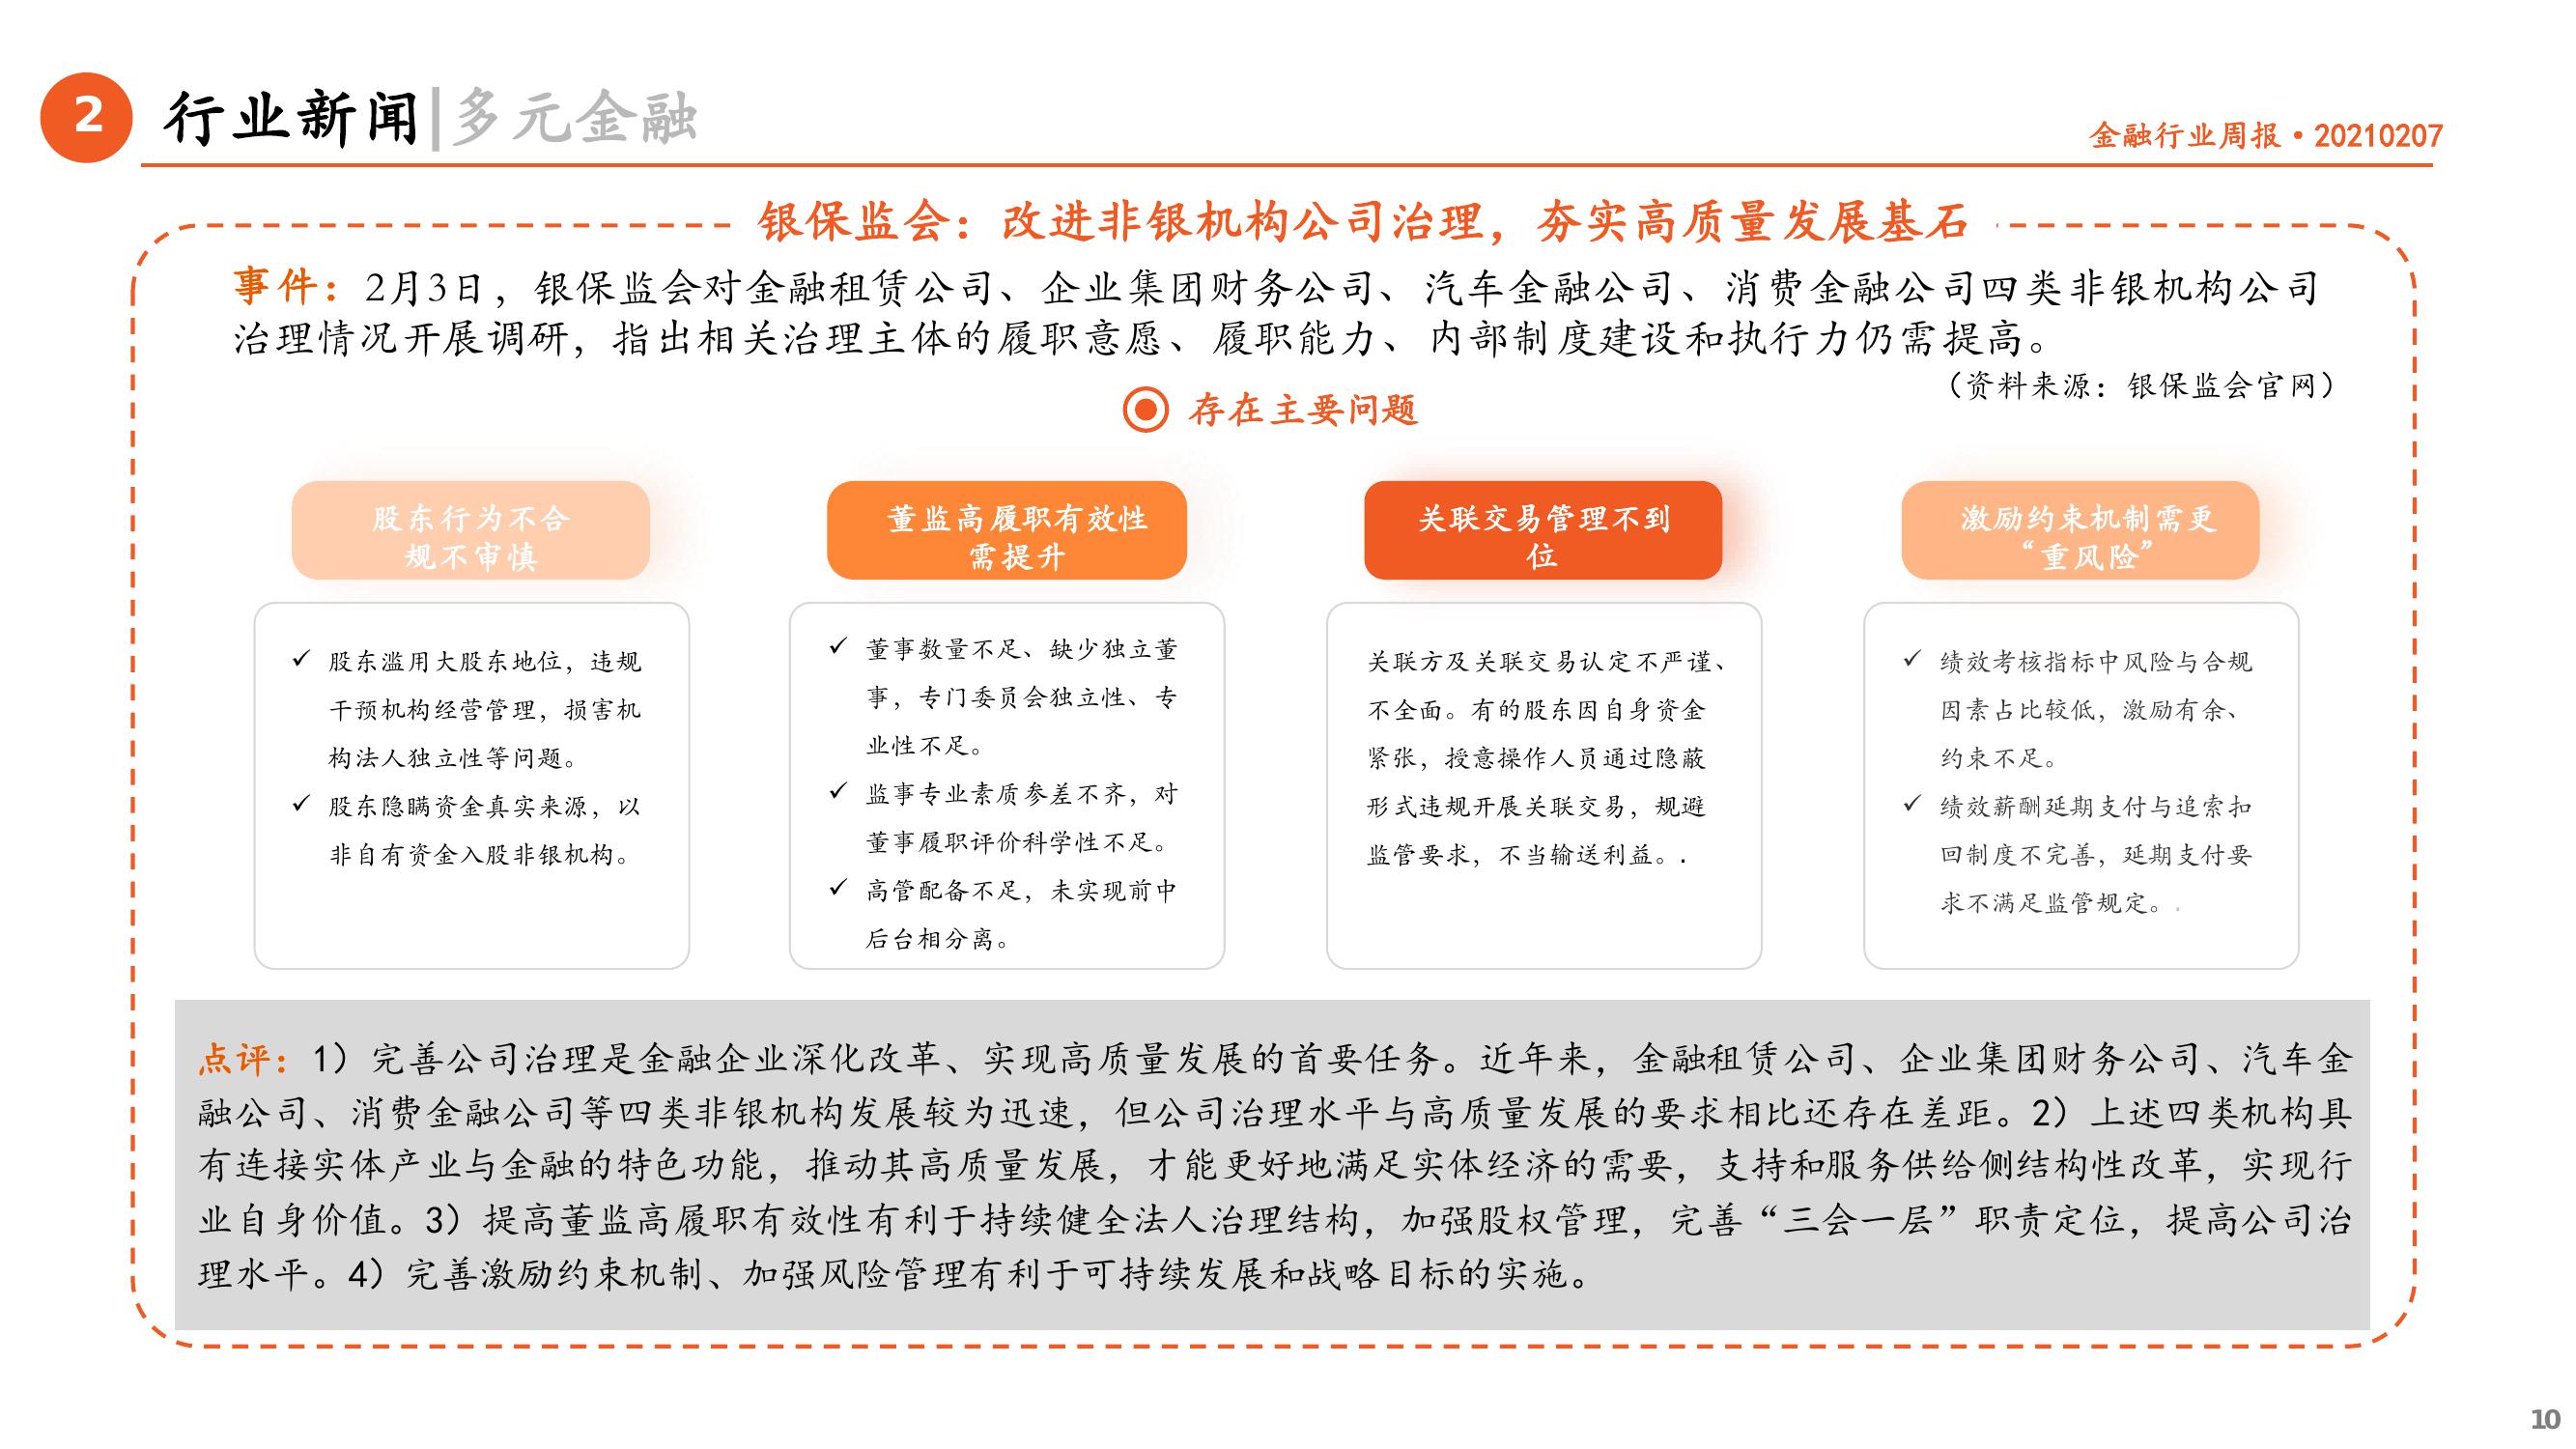 2
行业新闻|多元金融
金融行业周报•20210207
银保监会：改进非银机构公司治理，夯实高质量发展基石
事件：2月3日，银保监会对金融租赁公司、企业集团财务公司、汽车金融公司、消费金融公司四类非银机构公司
治理情况开展调研，指出相关治理主体的履职意愿、履职能力、内部制度建设和执行力仍需提高。
（资料来源：银保监会官网）
存在主要问题
股东行为不合
规不审慎
✓ 股东滥用大股东地位，违规
干预机构经营管理，损害机
构法人独立性等问题。
✓ 股东隐瞒资金真实来源，以
非自有资金入股非银机构。
董监高履职有效性
需提升
✓ 董事数量不足、缺少独立董
事，专门委员会独立性、专
业性不足。
✓ 监事专业素质参差不齐，对
董事履职评价科学性不足。
✓ 高管配备不足，未实现前中
后台相分离。
关联交易管理不到
位
关联方及关联交易认定不严谨、
不全面。有的股东因自身资金
紧张，授意操作人员通过隐蔽
形式违规开展关联交易，规避
监管要求，不当输送利益。.
激励约束机制需更
“重风险”
✓ 绩效考核指标中风险与合规
因素占比较低，激励有余、
约束不足。
✓ 绩效薪酬延期支付与追索扣
回制度不完善，延期支付要
求不满足监管规定。.
点评：1）完善公司治理是金融企业深化改革、实现高质量发展的首要任务。近年来，金融租赁公司、企业集团财务公司、汽车金
融公司、消费金融公司等四类非银机构发展较为迅速，但公司治理水平与高质量发展的要求相比还存在差距。2）上述四类机构具
有连接实体产业与金融的特色功能，推动其高质量发展，才能更好地满足实体经济的需要，支持和服务供给侧结构性改革，实现行
业自身价值。3）提高董监高履职有效性有利于持续健全法人治理结构，加强股权管理，完善“三会一层”职责定位，提高公司治
理水平。4）完善激励约束机制、加强风险管理有利于可持续发展和战略目标的实施。
10